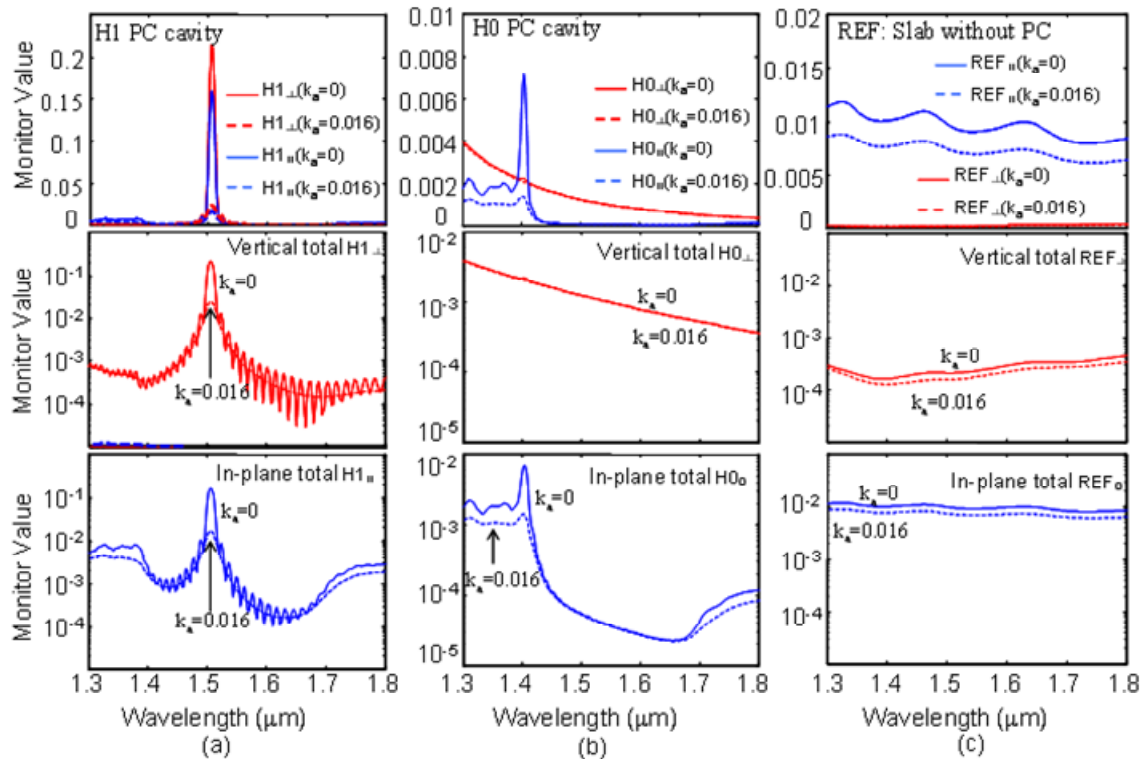 H1 PC cavity
Monitor Value
0.2
0.15
0.1
0.05
0
H1⊥(kₐ=0)
H1⊥(kₐ=0.016)
H1॥(kₐ=0)
H1॥(kₐ=0.016)
H0 PC cavity
0.01
0.008
0.006
0.004
0.002
0
H0⊥(kₐ=0)
H0⊥(kₐ=0.016)
H0॥(kₐ=0)
H0॥(kₐ=0.016)
REF: Slab without PC
0.02
0.015
0.01
0.005
0
REF॥(kₐ=0)
REF॥(kₐ=0.016)
REF⊥(kₐ=0)
REF⊥(kₐ=0.016)
Vertical total H1⊥
Monitor Value
10⁻¹
10⁻²
10⁻³
10⁻⁴
kₐ=0
kₐ=0.016
Vertical total H0⊥
10⁻²
10⁻³
10⁻⁴
10⁻⁵
kₐ=0
kₐ=0.016
Vertical total REF⊥
10⁻²
10⁻³
10⁻⁴
kₐ=0
kₐ=0.016
In-plane total H1॥
Monitor Value
10⁻¹
10⁻²
10⁻³
10⁻⁴
kₐ=0
kₐ=0.016
1.3 1.4 1.5 1.6 1.7 1.8
Wavelength (μm)
(a)
In-plane total H0₀
10⁻²
10⁻³
10⁻⁴
10⁻⁵
kₐ=0
kₐ=0.016
1.3 1.4 1.5 1.6 1.7 1.8
Wavelength (μm)
(b)
In-plane total REF₀
10⁻²
10⁻³
10⁻⁴
kₐ=0
kₐ=0.016
1.3 1.4 1.5 1.6 1.7 1.8
Wavelength (μm)
(c)